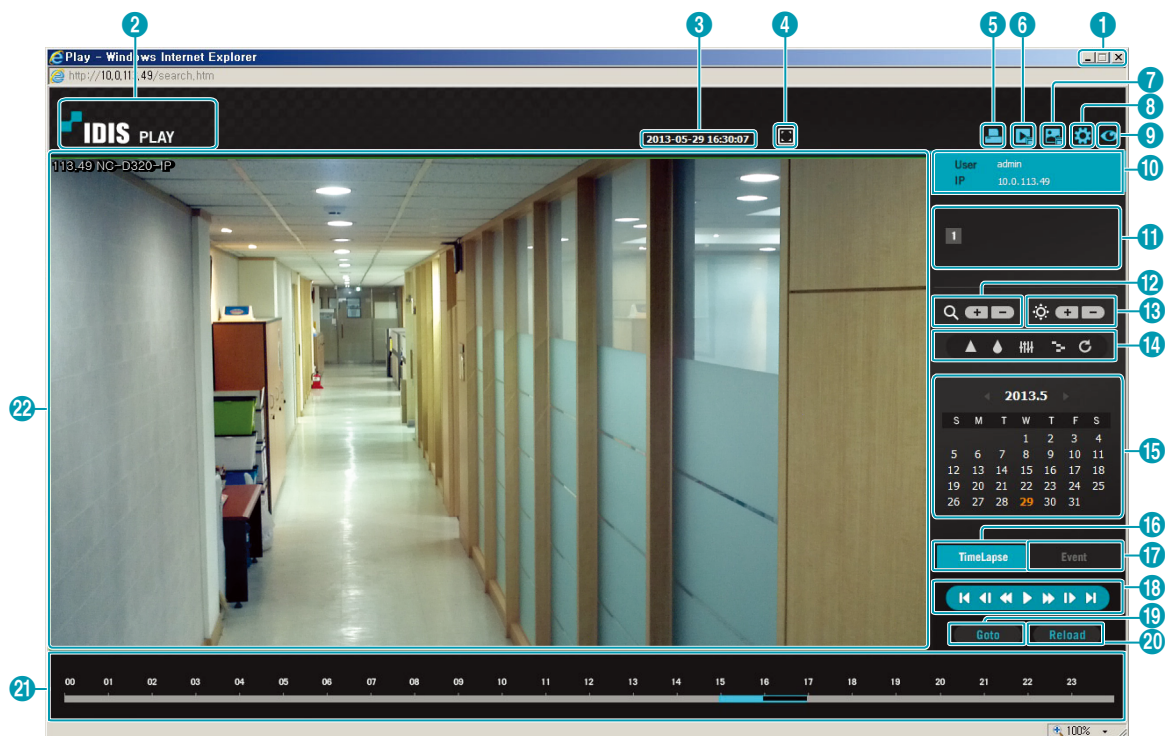 2
3
4
5
6
1
Play - Windows Internet Explorer
http://10,0,113,49/search.htm
7
8
IDIS PLAY
2013-05-29 16:30:07
9
113.49 NC-D320-IP
User admin
10
IP 10.0.113.49
1
11
12
13
14
2013.5
S M T W T F S
1 2 3 4
5 6 7 8 9 10 11
15
12 13 14 15 16 17 18
19 20 21 22 23 24 25
26 27 28 29 30 31
22
16
TimeLapse Event
17
18
19
Goto Reload
20
00 01 02 03 04 05 06 07 08 09 10 11 12 13 14 15 16 17 18 19 20 21 22 23
21
100%